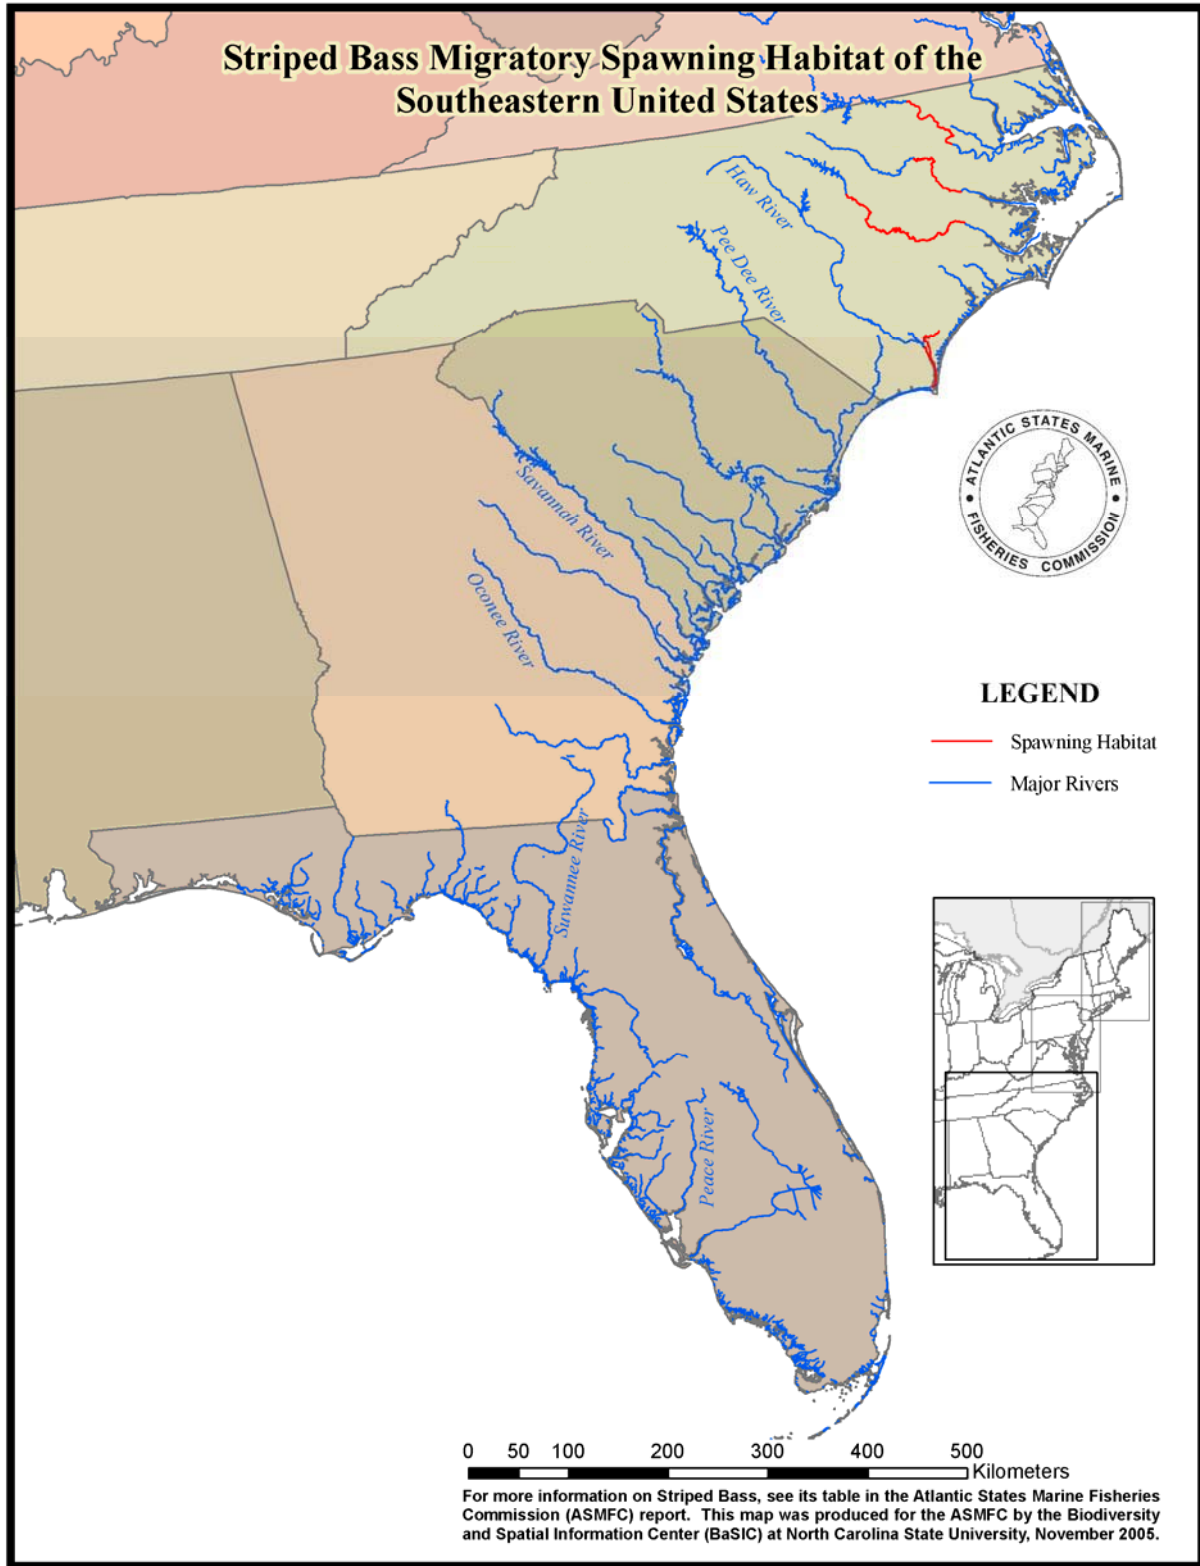 Striped Bass Migratory Spawning Habitat of the
Southeastern United States
Haw River
Pee Dee River
Savannah River
Oconee River
Suwannee River
Peace River
ATLANTIC STATES MARINE
FISHERIES COMMISSION
LEGEND
Spawning Habitat
Major Rivers
0 50 100 200 300 400 500
Kilometers
For more information on Striped Bass, see its table in the Atlantic States Marine Fisheries
Commission (ASMFC) report. This map was produced for the ASMFC by the Biodiversity
and Spatial Information Center (BaSIC) at North Carolina State University, November 2005.